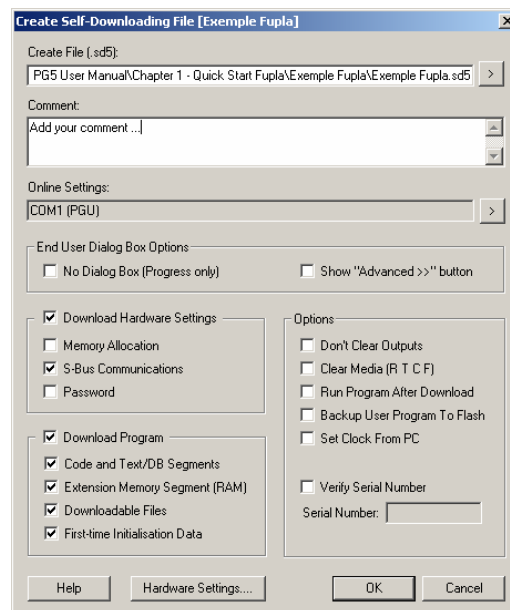 Create Self-Downloading File [Exemple Fupla]
Create File (.sd5):
PG5 User Manual\Chapter 1 - Quick Start Fupla\Exemple Fupla\Exemple Fupla.sd5
>
Comment:
Add your comment ...
Online Settings:
COM1 (PGU)
>
End User Dialog Box Options
No Dialog Box (Progress only)
Show "Advanced >>" button
Download Hardware Settings
Memory Allocation
S-Bus Communications
Password
Download Program
Code and Text/DB Segments
Extension Memory Segment (RAM)
Downloadable Files
First-time Initialisation Data
Options
Don't Clear Outputs
Clear Media (R T C F)
Run Program After Download
Backup User Program To Flash
Set Clock From PC
Verify Serial Number
Serial Number:
Help
Hardware Settings....
OK
Cancel